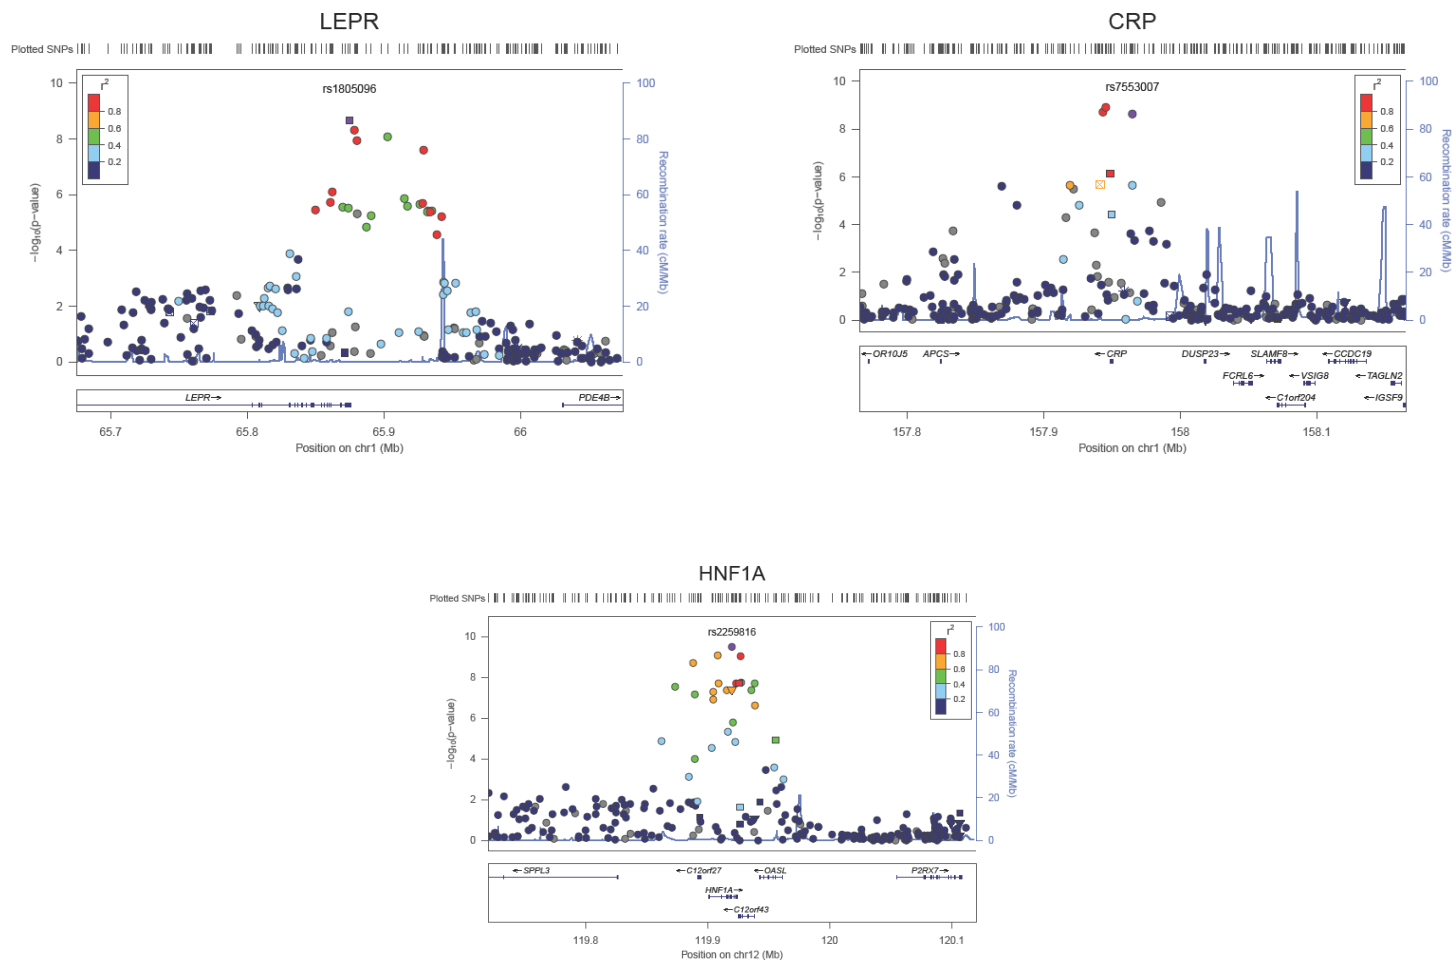 LEPR
Plotted SNPs
10
8
6
4
2
0
−log10(p−value)
r2
0.8
0.6
0.4
0.2
rs1805096
100
80
60
40
20
0
Recombination rate (cM/Mb)
LEPR→
PDE4B→
65.7
65.8
65.9
66
Position on chr1 (Mb)
CRP
Plotted SNPs
10
8
6
4
2
0
−log10(p−value)
rs7553007
r2
0.8
0.6
0.4
0.2
100
80
60
40
20
0
Recombination rate (cM/Mb)
←OR10J5
APCS→
←CRP
DUSP23→
SLAMF8→
←CCDC19
FCRL6→
←VSIG8
←TAGLN2
←C1orf204
←IGSF9
157.8
157.9
158
158.1
Position on chr1 (Mb)
HNF1A
Plotted SNPs
10
8
6
4
2
0
−log10(p−value)
rs2259816
r2
0.8
0.6
0.4
0.2
100
80
60
40
20
0
Recombination rate (cM/Mb)
←SPPL3
←C12orf27
←OASL
P2RX7→
HNF1A→
←C12orf43
119.8
119.9
120
120.1
Position on chr12 (Mb)